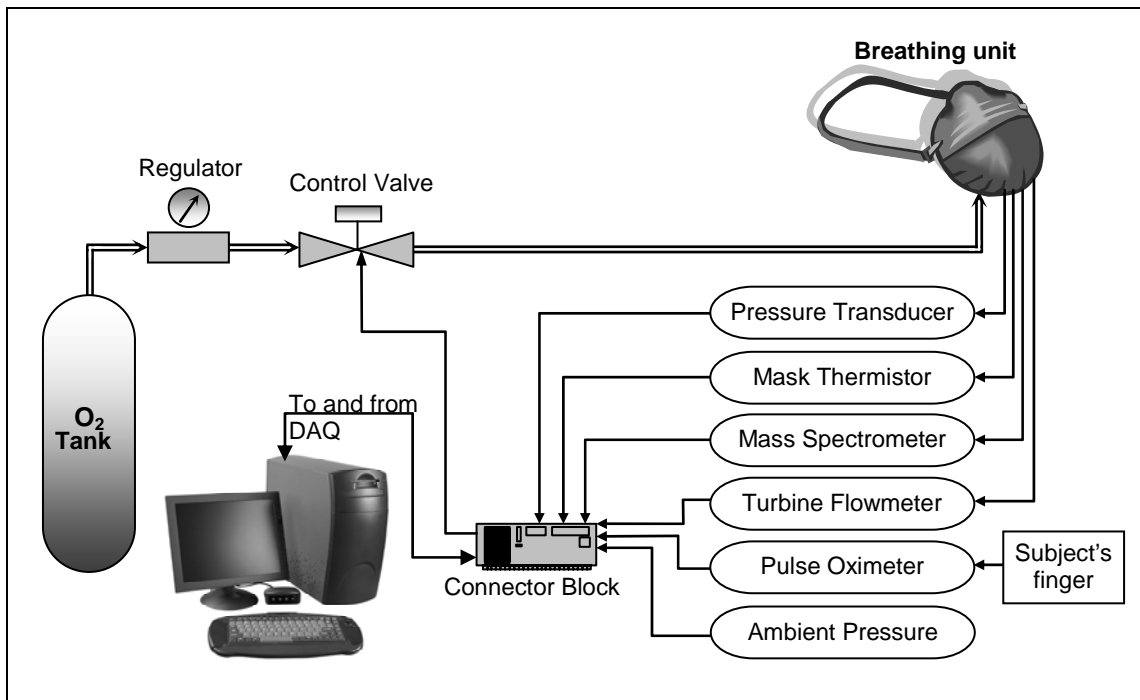 Breathing unit
Regulator
Control Valve
Pressure Transducer
Mask Thermistor
O2
Tank
To and from
DAQ
Mass Spectrometer
Turbine Flowmeter
Connector Block
Pulse Oximeter
Subject's
finger
Ambient Pressure